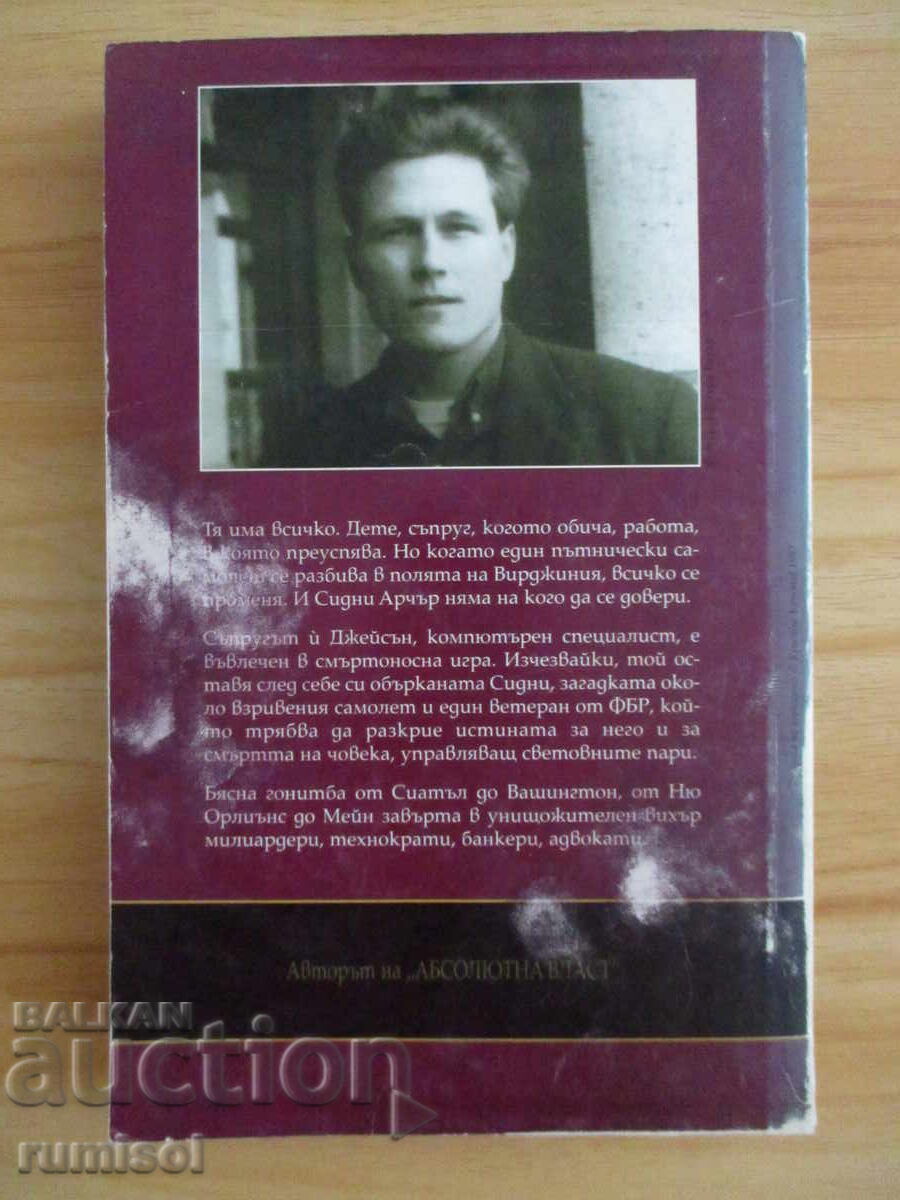 Тя има всичко. Дете, съпруг, когото обича, работа,
в която преуспява. Но когато един пътнически са-
молет се разбива в полята на Вирджиния, всичко се
променя. И Сидни Арчър няма на кого да се довери.
Съпругът ѝ Джейсън, компютърен специалист, е
въвлечен в смъртоносна игра. Изчезвайки, той ос-
тавя след себе си обърканата Сидни, загадката око-
ло взривения самолет и един ветеран от ФБР, кой-
то трябва да разкрие истината за него и за
смъртта на човека, управляващ световните пари.
Бясна гонитба от Сиатъл до Вашингтон, от Ню
Орлиънс до Мейн завърта в унищожителен вихър
милиардери, технократи, банкери, адвокати.
Авторът на „АБСОЛЮТНА ВЛАСТ"
BALKAN
auction
rumisol